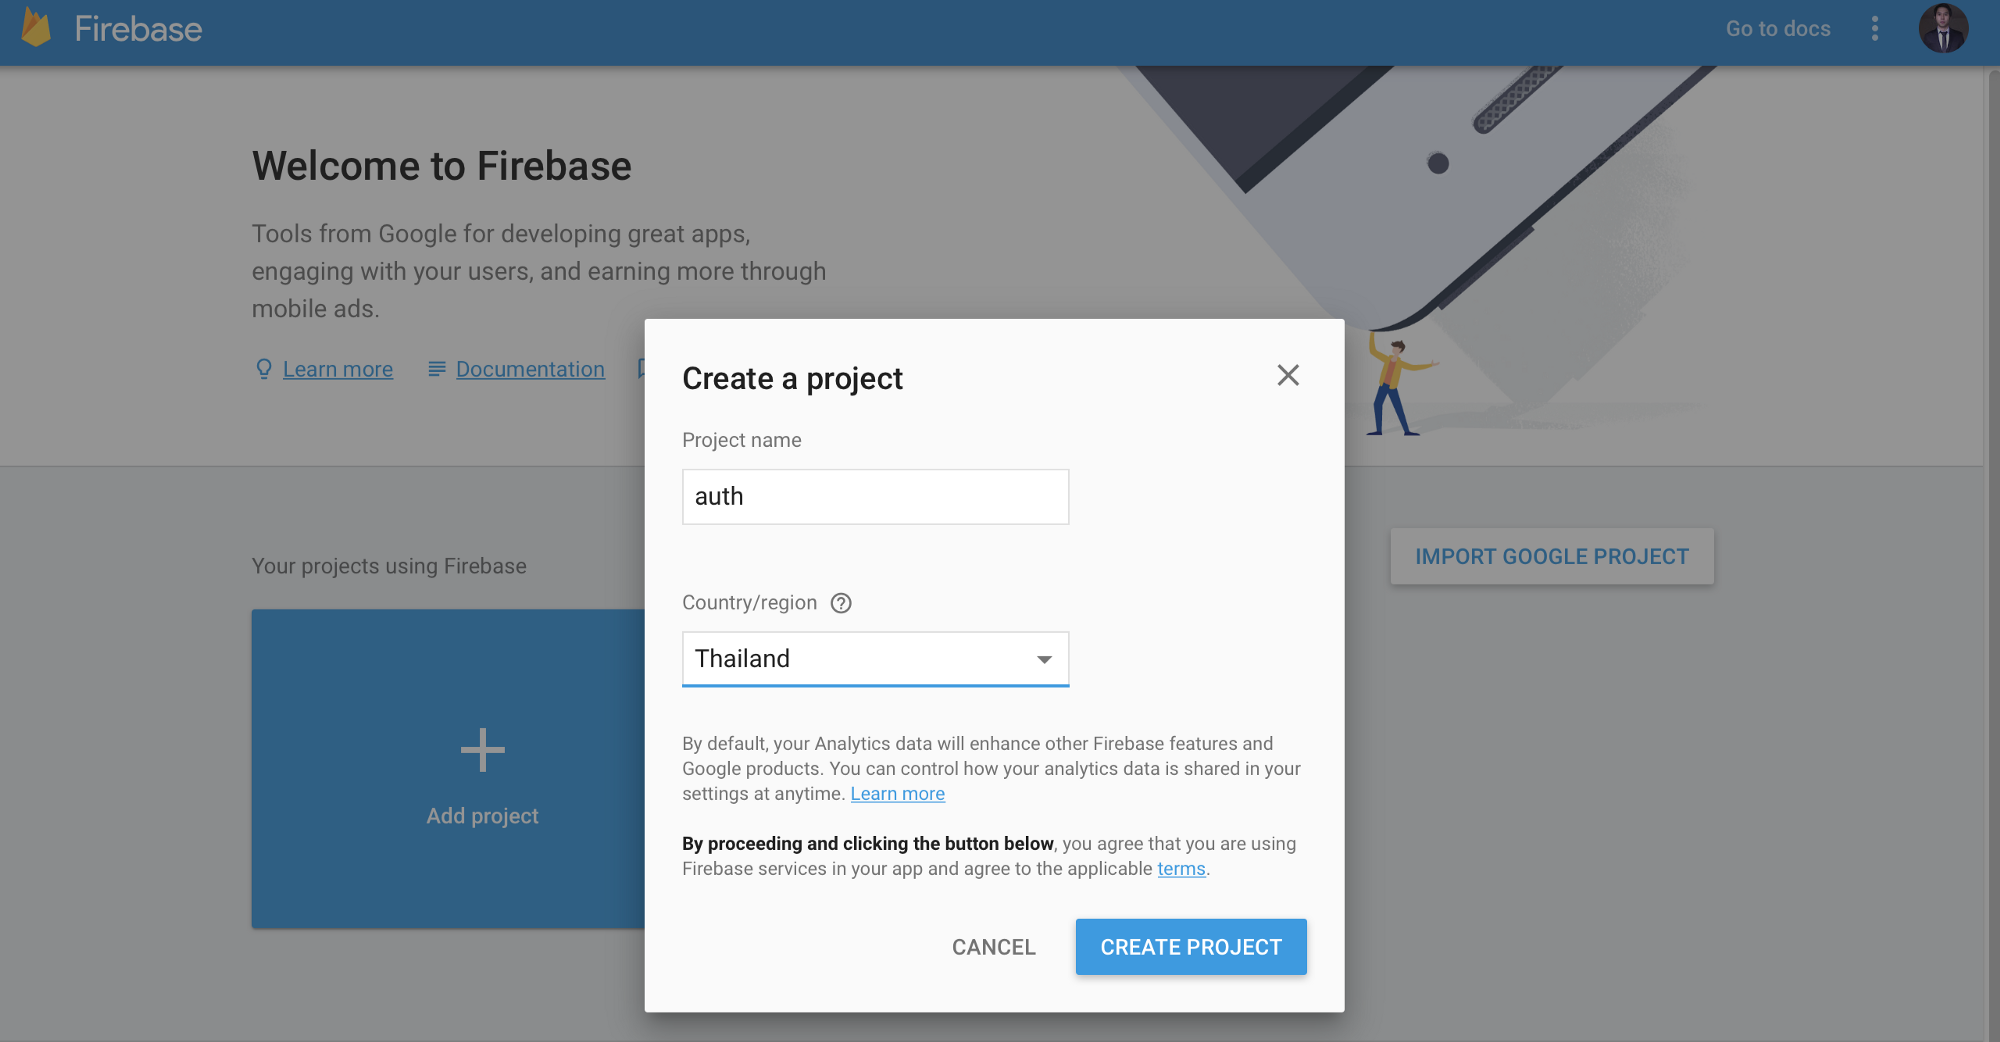 Firebase
Go to docs
Welcome to Firebase
Tools from Google for developing great apps,
engaging with your users, and earning more through
mobile ads.
Learn more
Documentation
Your projects using Firebase
Add project
IMPORT GOOGLE PROJECT
Create a project
Project name
auth
Country/region
Thailand
By default, your Analytics data will enhance other Firebase features and
Google products. You can control how your analytics data is shared in your
settings at anytime. Learn more
By proceeding and clicking the button below, you agree that you are using
Firebase services in your app and agree to the applicable terms.
CANCEL
CREATE PROJECT